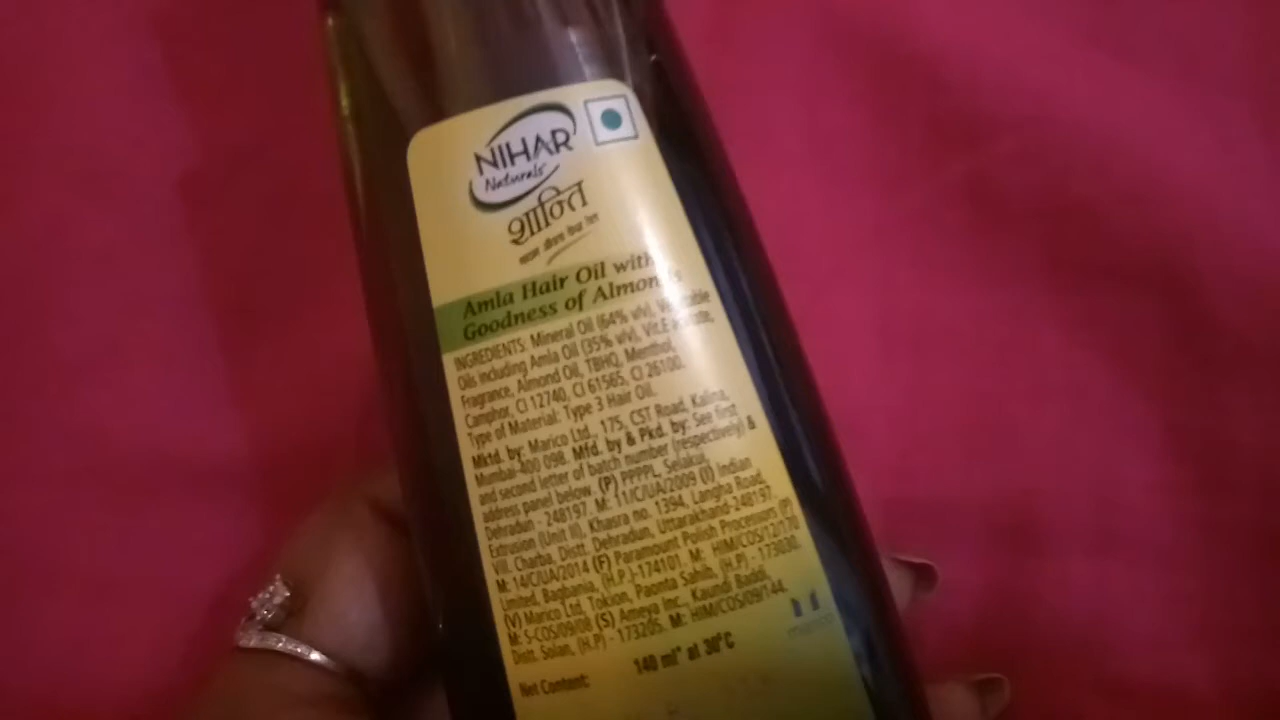 NIHAR
Naturals
शान्ति
Amla Hair Oil with
Goodness of Almonds
INGREDIENTS: Mineral Oil (64% v/v), Vegetable
Oils including Amla Oil (35% v/v), Vit.E Acetate,
Fragrance, Almond Oil, TBHQ, Menthol,
Camphor, CI 12740, CI 61565, CI 26100.
Type of Material: Type 3 Hair Oil.
Mktd. by: Marico Ltd., 175, CST Road, Kalina,
Mumbai-400 098. Mfd. by & Pkd. by: See first
and second letter of batch number (respectively) &
address panel below. (P) PPPPL, Selakui,
Dehradun - 248197. M: 11/C/UA/2009 (I) Indian
Extrusion (Unit II), Khasra no. 1394, Langha Road,
Vill. Charba, Distt. Dehradun, Uttarakhand-248197.
M: 14/C/UA/2014 (F) Paramount Polish Processors (P)
Limited, Bagbania, (H.P.)-174101. M: HIM/COS/12/170
(V) Marico Ltd, Tokion, Paonta Sahib, (H.P) - 173030.
M: S-COS/09/08 (S) Ameya Inc., Kaundi Baddi,
Distt. Solan, (H.P) - 173205. M: HIM/COS/09/144.
marico
Net Content: 140 ml* at 30°C